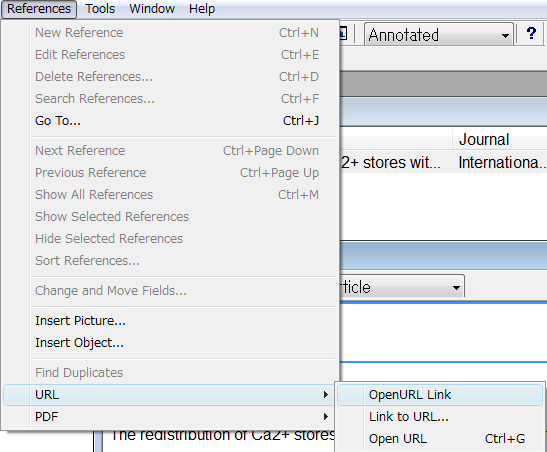 References Tools Window Help
New Reference Ctrl+N
Annotated ?
Edit References Ctrl+E
Delete References... Ctrl+D
Search References... Ctrl+F
Go To... Ctrl+J
Journal
Next Reference Ctrl+Page Down
2+ stores wit... Internationa...
Previous Reference Ctrl+Page Up
Show All References Ctrl+M
Show Selected References
Hide Selected References
Sort References...
Change and Move Fields...
rticle
Insert Picture...
Insert Object...
Find Duplicates
URL
OpenURL Link
PDF
Link to URL...
The redistribution of Ca2+ stores
Open URL Ctrl+G